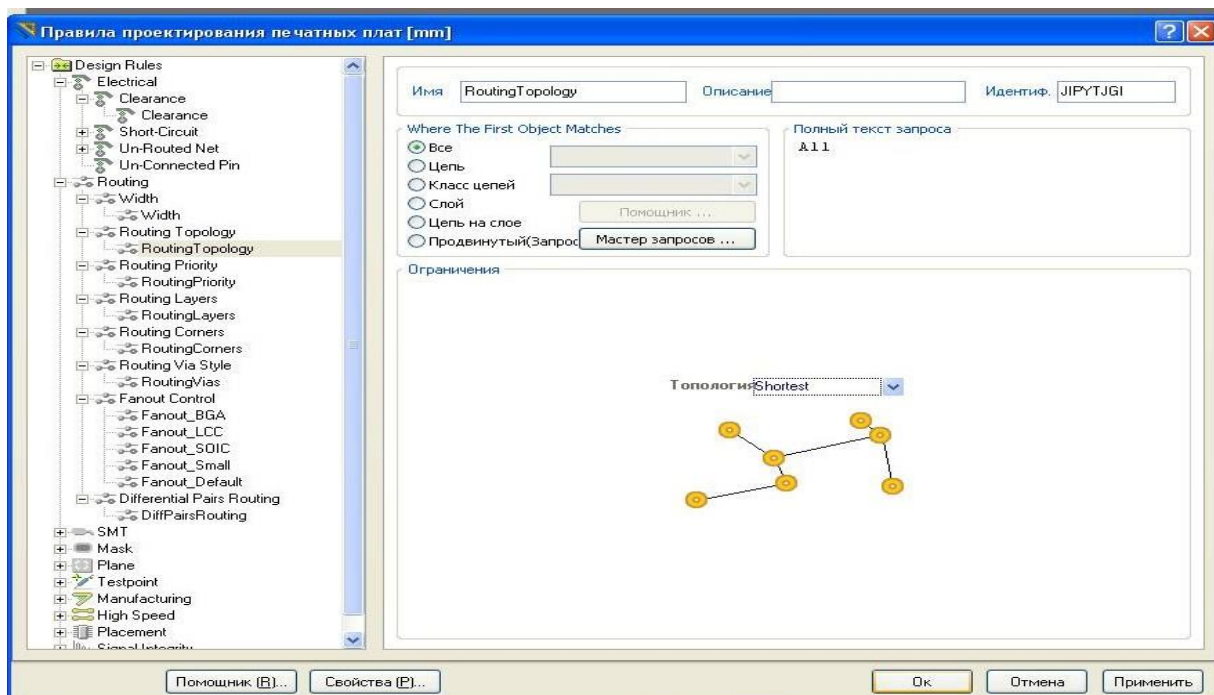 Правила проектирования печатных плат [mm]
Design Rules
Electrical
Clearance
Clearance
Short-Circuit
Un-Routed Net
Un-Connected Pin
Routing
Width
Width
Routing Topology
RoutingTopology
Routing Priority
RoutingPriority
Routing Layers
RoutingLayers
Routing Corners
RoutingCorners
Routing Via Style
RoutingVias
Fanout Control
Fanout_BGA
Fanout_LCC
Fanout_SOIC
Fanout_Small
Fanout_Default
Differential Pairs Routing
DiffPairsRouting
SMT
Mask
Plane
Testpoint
Manufacturing
High Speed
Placement
Signal Integrity
Имя RoutingTopology Описание Идентиф. JIPYTJGI
Where The First Object Matches
Все
Цепь
Класс цепей
Слой
Цепь на слое
Продвинутый(Запрос
Помощник ...
Мастер запросов ...
Полный текст запроса
All
Ограничения
Топология Shortest
Помощник (R)... Свойства (P)... Ок Отмена Применить